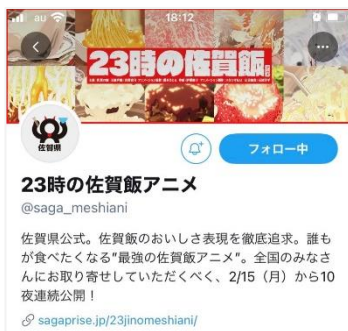 au 18:12
23時の佐賀飯
佐賀県
フォロー中
23時の佐賀飯アニメ
@saga_meshiani
佐賀県公式。佐賀飯のおいしさ表現を徹底追求。誰も
が食べたくなる"最強の佐賀飯アニメ"。全国のみなさ
んにお取り寄せしていただくべく、2/15（月）から10
夜連続公開！
sagaprise.jp/23jinomeshiani/